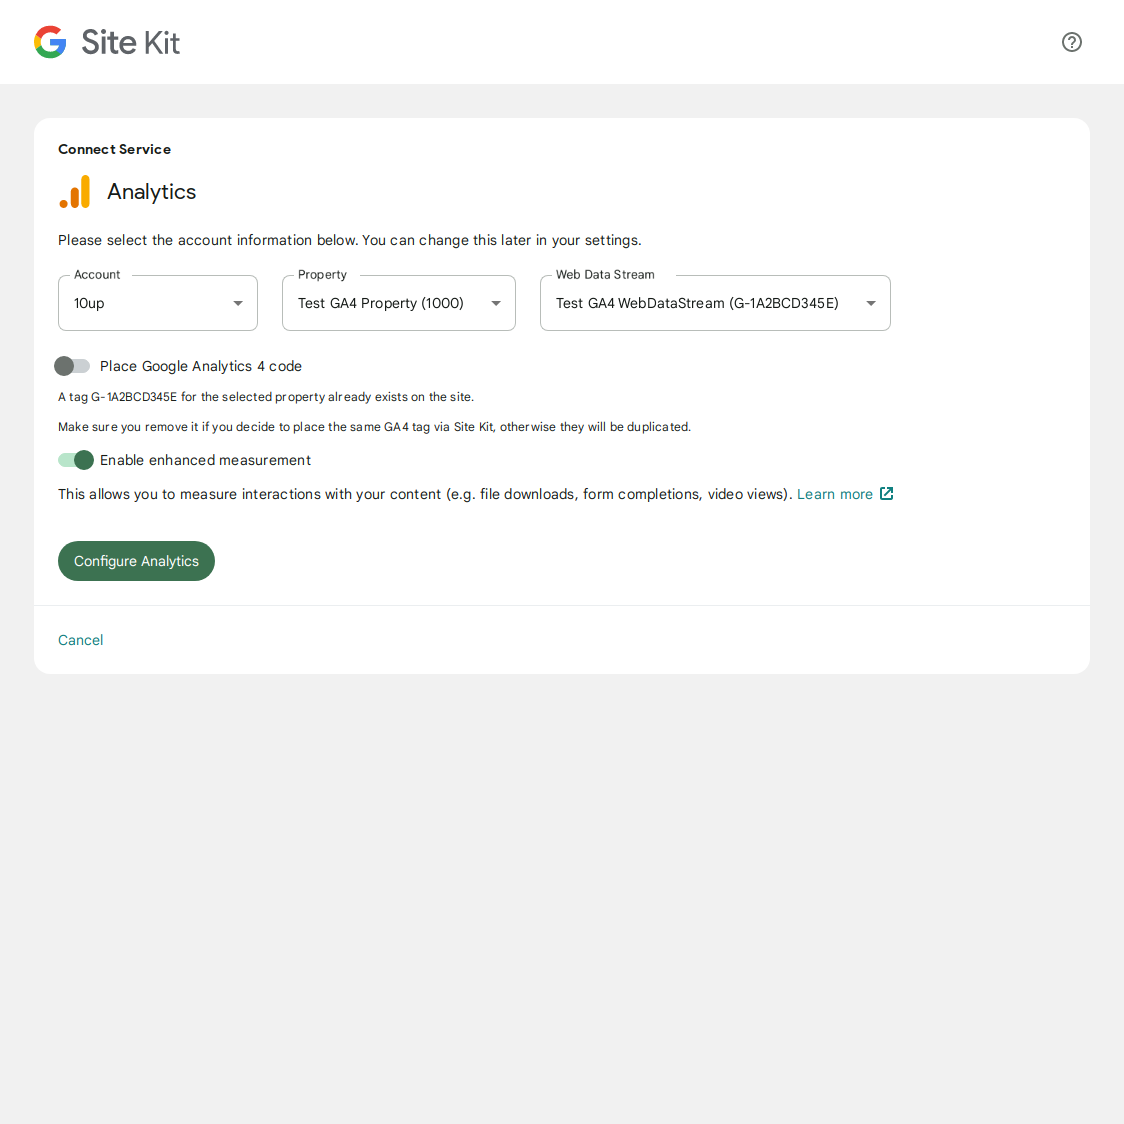 Site Kit
Connect Service
Analytics
Please select the account information below. You can change this later in your settings.
Account
10up
Property
Test GA4 Property (1000)
Web Data Stream
Test GA4 WebDataStream (G-1A2BCD345E)
Place Google Analytics 4 code
A tag G-1A2BCD345E for the selected property already exists on the site.
Make sure you remove it if you decide to place the same GA4 tag via Site Kit, otherwise they will be duplicated.
Enable enhanced measurement
This allows you to measure interactions with your content (e.g. file downloads, form completions, video views). Learn more
Configure Analytics
Cancel